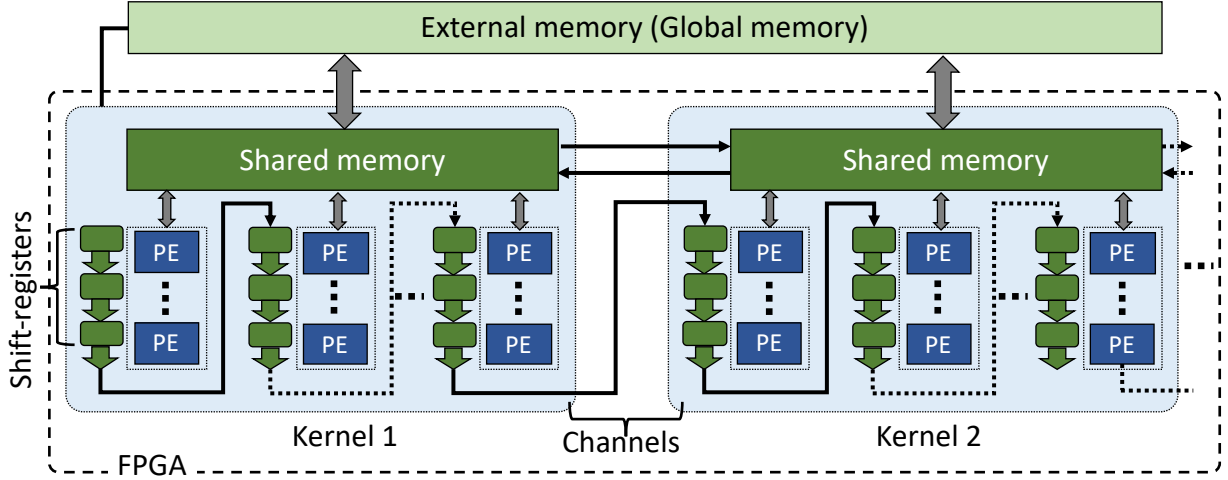 External memory (Global memory)
Shared memory
Shared memory
Shift-registers
PE
PE
PE
PE
PE
PE
PE
PE
PE
PE
PE
PE
Kernel 1
Channels
Kernel 2
FPGA